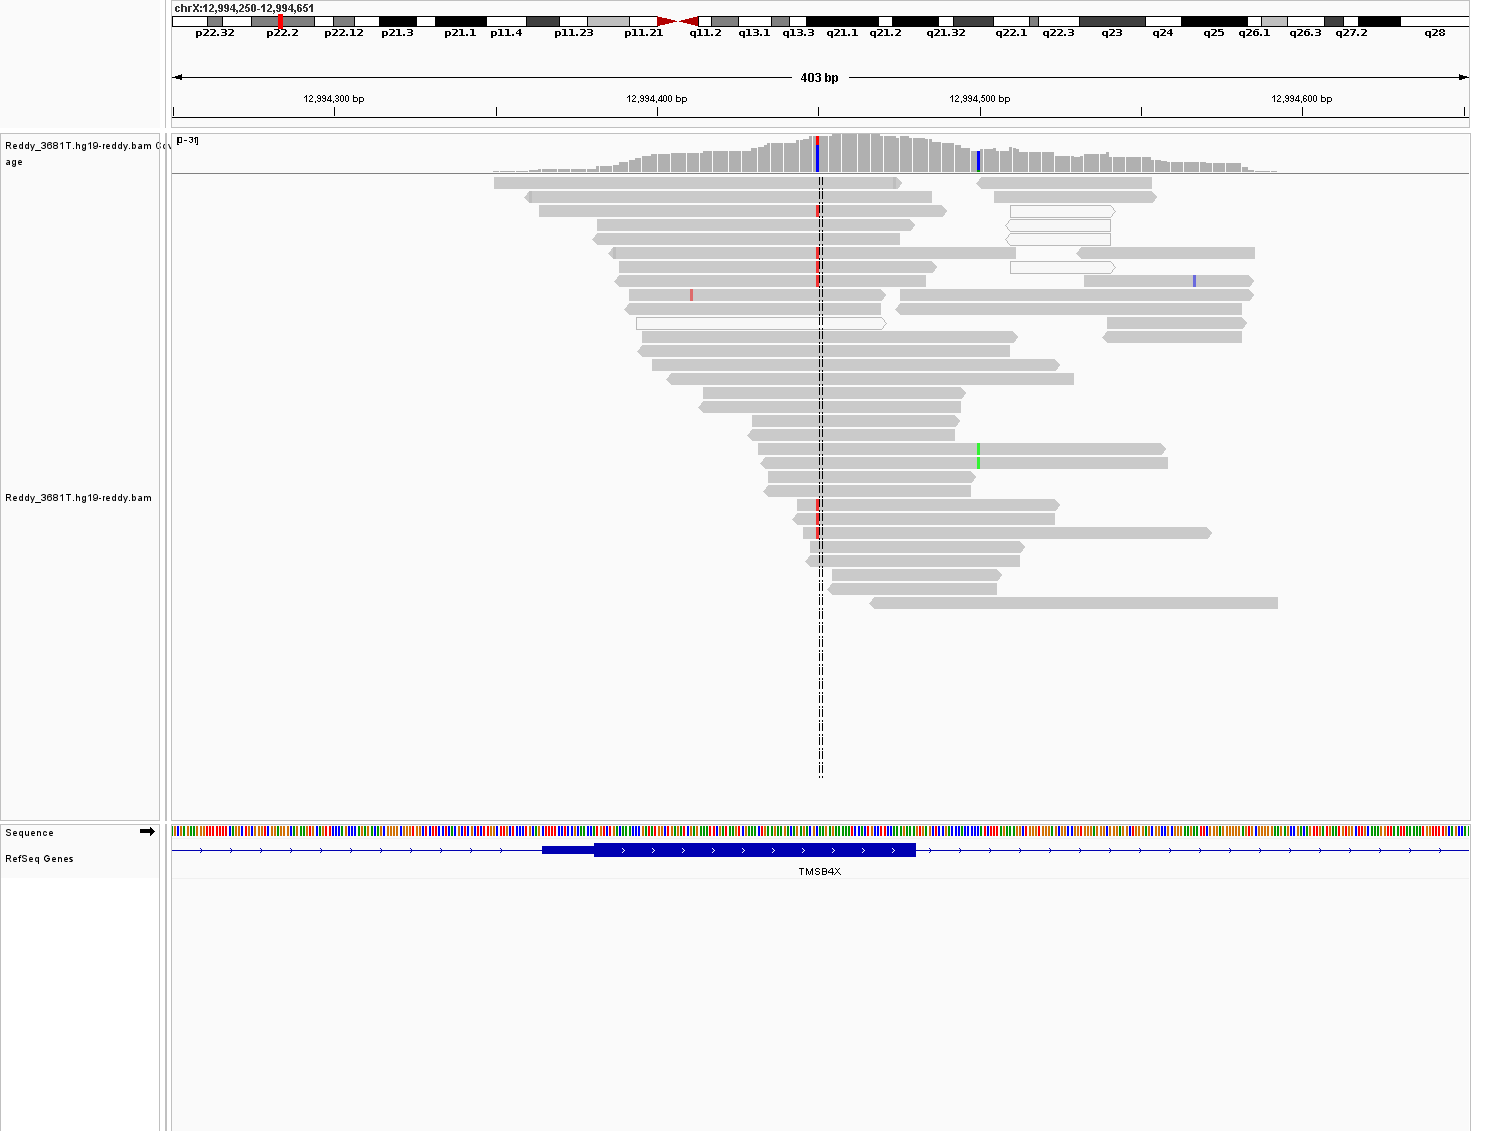 chrX:12,994,250-12,994,651
p22.32 p22.2 p22.12 p21.3 p21.1 p11.4 p11.23 p11.21 q11.2 q13.1 q13.3 q21.1 q21.2 q21.32 q22.1 q22.3 q23 q24 q25 q26.1 q26.3 q27.2 q28
403 bp
12,994,300 bp 12,994,400 bp 12,994,500 bp 12,994,600 bp
[0-31]
Reddy_3681T.hg19-reddy.bam Cov
age
Reddy_3681T.hg19-reddy.bam
Sequence
RefSeq Genes
TMSB4X